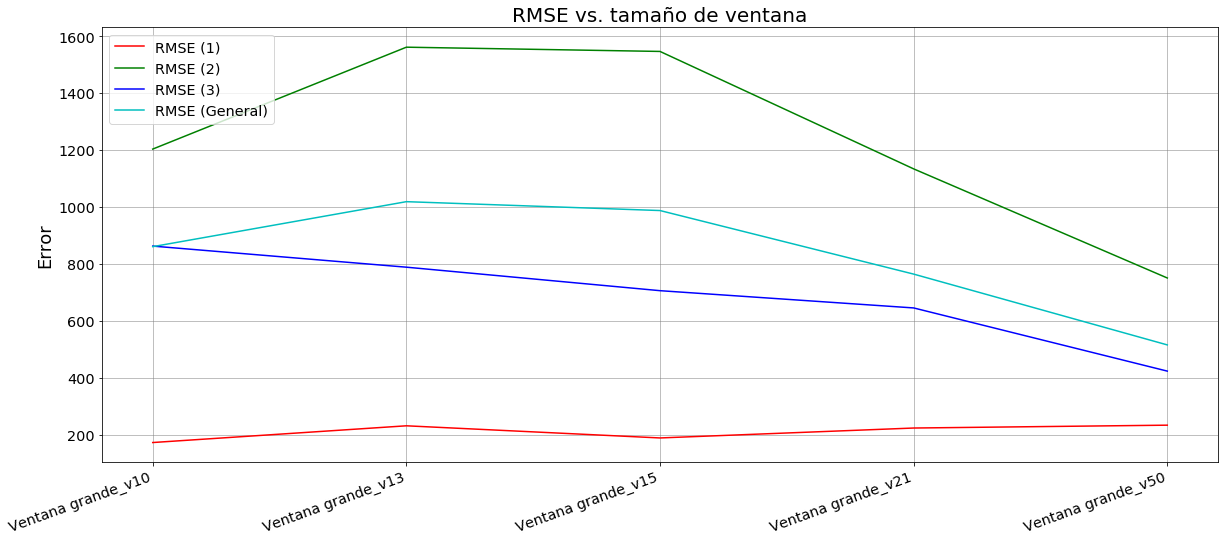 RMSE vs. tamaño de ventana
RMSE (1)
RMSE (2)
RMSE (3)
RMSE (General)
Error
1600
1400
1200
1000
800
600
400
200
Ventana grande_v10
Ventana grande_v13
Ventana grande_v15
Ventana grande_v21
Ventana grande_v50